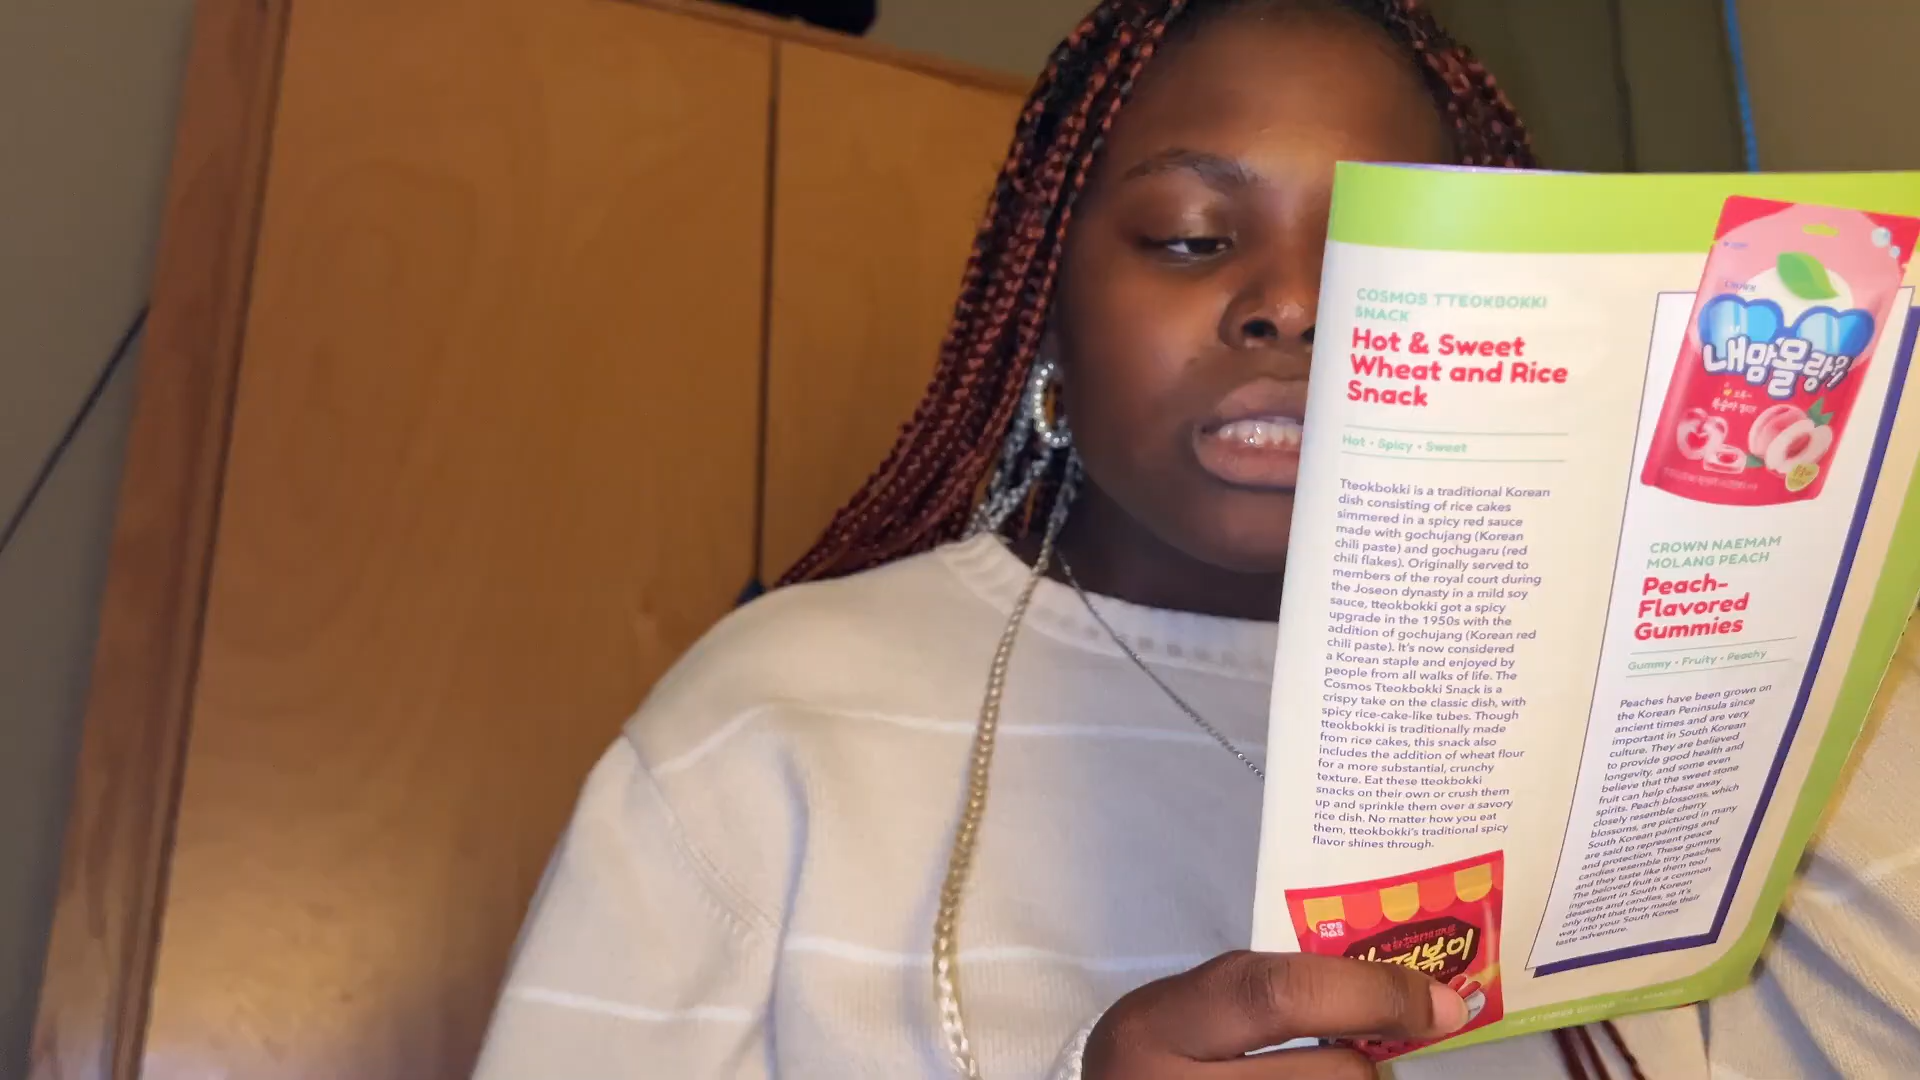 COSMOS TTEOKBOKKI
SNACK
Hot & Sweet
Wheat and Rice
Snack
Hot • Spicy • Sweet
Tteokbokki is a traditional Korean
dish consisting of rice cakes
simmered in a spicy red sauce
made with gochujang (Korean
chili paste) and gochugaru (red
chili flakes). Originally served to
members of the royal court during
the Joseon dynasty in a mild soy
sauce, tteokbokki got a spicy
upgrade in the 1950s with the
addition of gochujang (Korean red
chili paste). It's now considered
a Korean staple and enjoyed by
people from all walks of life. The
Cosmos Tteokbokki Snack is a
crispy take on the classic dish, with
spicy rice-cake-like tubes. Though
tteokbokki is traditionally made
from rice cakes, this snack also
includes the addition of wheat flour
for a more substantial, crunchy
texture. Eat these tteokbokki
snacks on their own or crush them
up and sprinkle them over a savory
rice dish. No matter how you eat
them, tteokbokki's traditional spicy
flavor shines through.
COS
MOS
떡볶이
CROWN
내맘몰랑?
복숭아
CROWN NAEMAM
MOLANG PEACH
Peach-
Flavored
Gummies
Gummy • Fruity • Peachy
Peaches have been grown on
the Korean Peninsula since
ancient times and are very
important in South Korean
culture. They are believed
to provide good health and
longevity, and some even
believe that the sweet stone
fruit can help chase away
spirits. Peach blossoms, which
closely resemble cherry
blossoms, are pictured in many
South Korean paintings and
are said to represent peace
and protection. These gummy
candies resemble tiny peaches,
and they taste like them too!
The beloved fruit is a common
ingredient in South Korean
desserts and candies, so it's
only right that they made their
way into your South Korea
taste adventure.